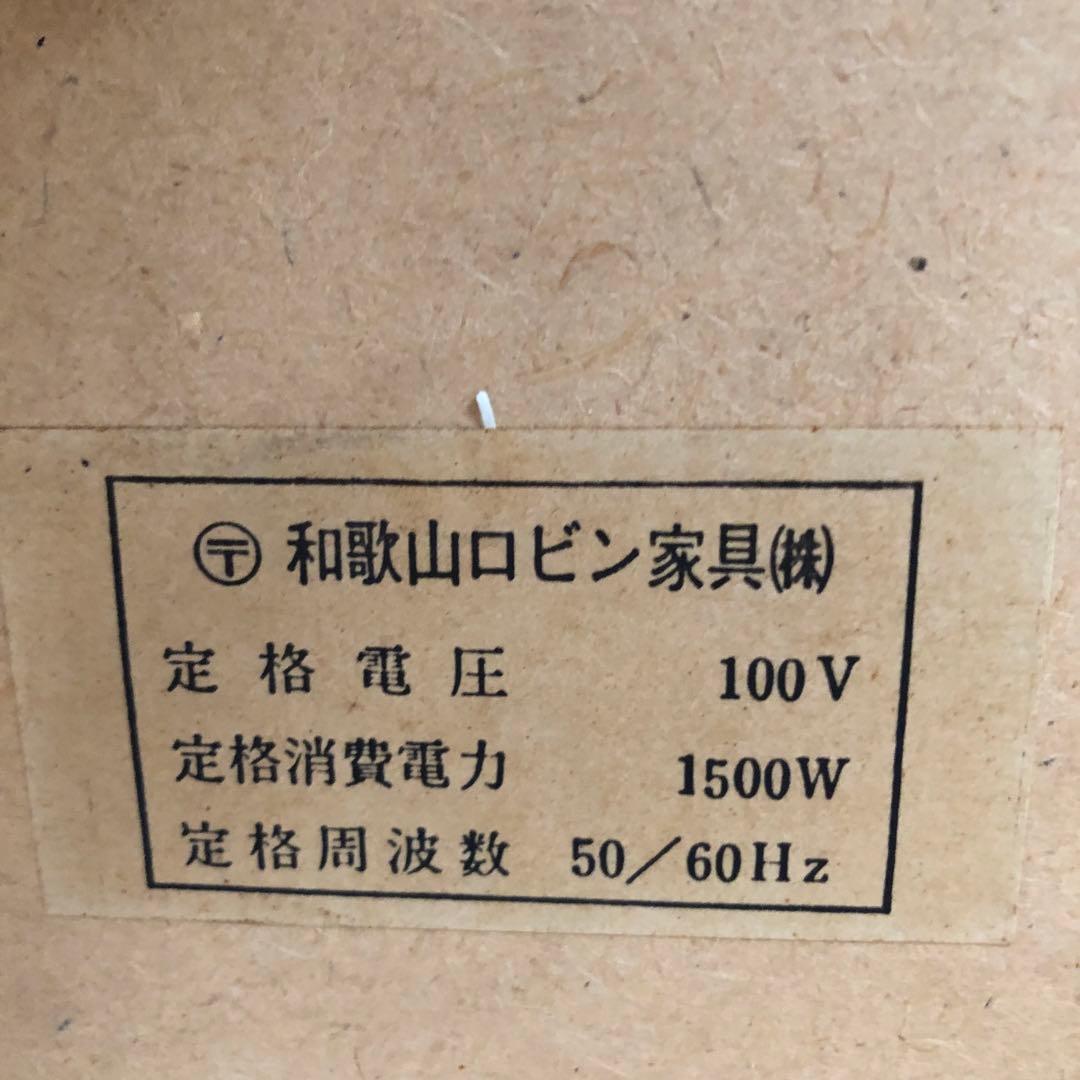 〶 和歌山ロビン家具㈱
定格電圧 100V
定格消費電力 1500W
定格周波数 50/60Hz